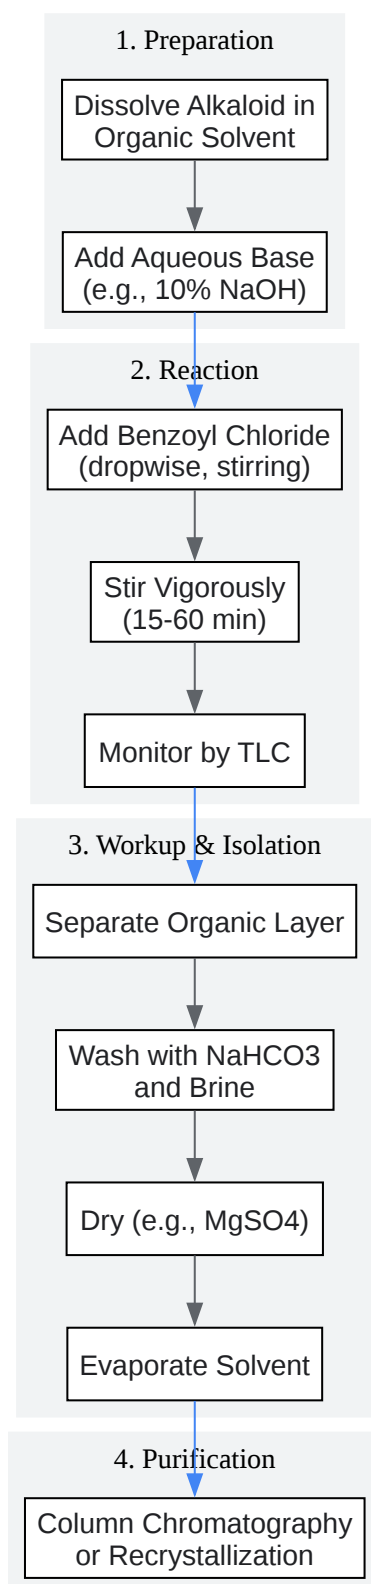 1. Preparation
Dissolve Alkaloid in
Organic Solvent
Add Aqueous Base
(e.g., 10% NaOH)
2. Reaction
Add Benzoyl Chloride
(dropwise, stirring)
Stir Vigorously
(15-60 min)
Monitor by TLC
3. Workup & Isolation
Separate Organic Layer
Wash with NaHCO3
and Brine
Dry (e.g., MgSO4)
Evaporate Solvent
4. Purification
Column Chromatography
or Recrystallization